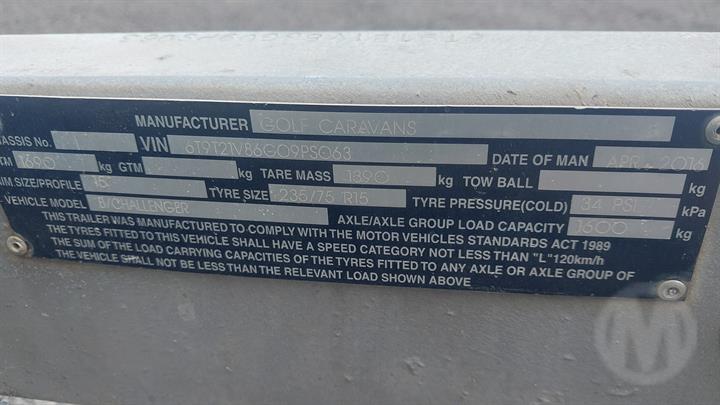 MANUFACTURER GOLF CARAVANS
CHASSIS No. VIN 6T9T21V86G09PSQ63 DATE OF MAN APR. 2016
ATM 1690 kg GTM kg TARE MASS 1390 kg TOW BALL kg
RIM SIZE/PROFILE 15 TYRE SIZE 235/75 R15 TYRE PRESSURE(COLD) 34 PSI kPa
VEHICLE MODEL B/CHALLENGER AXLE/AXLE GROUP LOAD CAPACITY 1600 kg
THIS TRAILER WAS MANUFACTURED TO COMPLY WITH THE MOTOR VEHICLES STANDARDS ACT 1989
THE TYRES FITTED TO THIS VEHICLE SHALL HAVE A SPEED CATEGORY NOT LESS THAN "L" 120km/h
THE SUM OF THE LOAD CARRYING CAPACITIES OF THE TYRES FITTED TO ANY AXLE OR AXLE GROUP OF
THE VEHICLE SHALL NOT BE LESS THAN THE RELEVANT LOAD SHOWN ABOVE
M